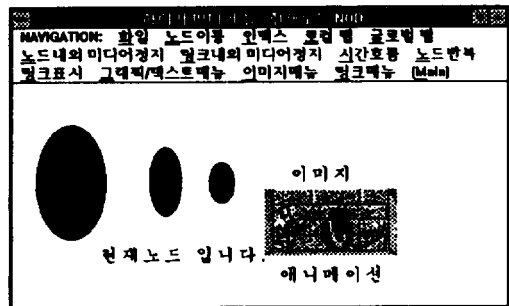 NAVIGATION: 화일 노드이동 인덱스 로컬 맵 글로벌 맵
노드내의 미디어정지 링크내의 미디어정지 시간흐름 노드반복
링크표시 그래픽/텍스트메뉴 이미지메뉴 링크메뉴 (Main)
이미지
현재노드 입니다.
애니메이션